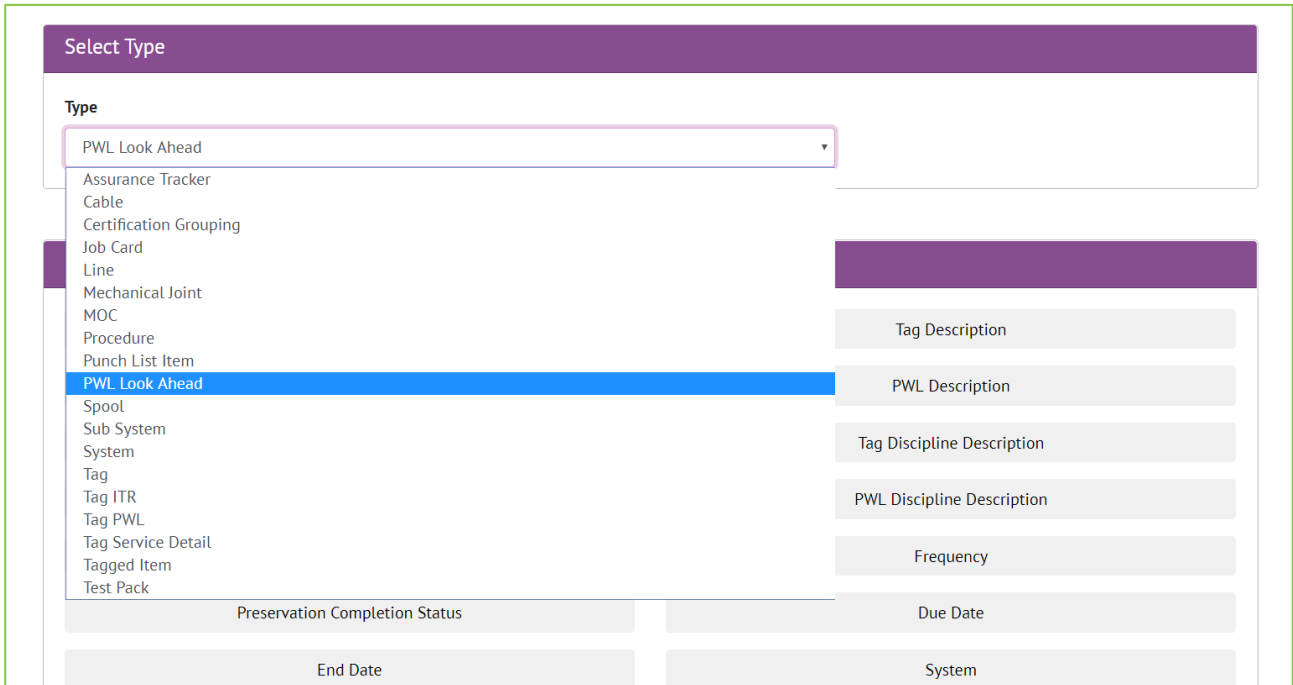 Select Type
Type
PWL Look Ahead
Assurance Tracker
Cable
Certification Grouping
Job Card
Line
Mechanical Joint
MOC
Procedure
Punch List Item
PWL Look Ahead
Spool
Sub System
System
Tag
Tag ITR
Tag PWL
Tag Service Detail
Tagged Item
Test Pack
Tag Description
PWL Description
Tag Discipline Description
PWL Discipline Description
Frequency
Preservation Completion Status
Due Date
End Date
System